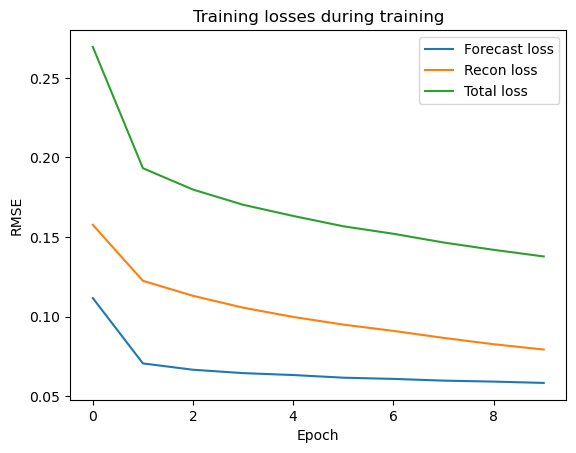 Training losses during training
Forecast loss
Recon loss
Total loss
0.25
0.20
0.15
0.10
0.05
RMSE
0 2 4 6 8
Epoch